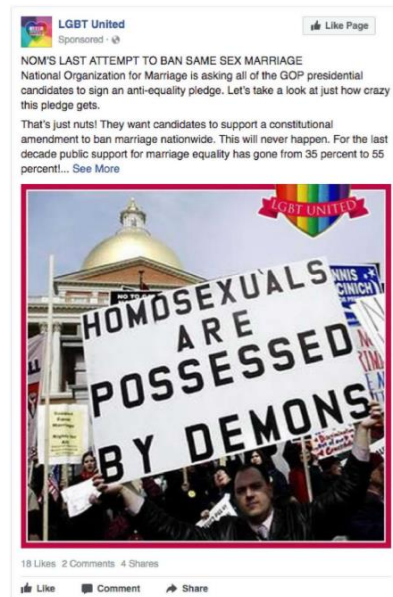 LGBT United
Like Page
Sponsored ·
NOM'S LAST ATTEMPT TO BAN SAME SEX MARRIAGE
National Organization for Marriage is asking all of the GOP presidential
candidates to sign an anti-equality pledge. Let's take a look at just how crazy
this pledge gets.
That's just nuts! They want candidates to support a constitutional
amendment to ban marriage nationwide. This will never happen. For the last
decade public support for marriage equality has gone from 35 percent to 55
percent!... See More
LGBT UNITED
NNIS
CINICH
NO TO
HOMOSEXUALS
ARE
POSSESSED
BY DEMONS
18 Likes 2 Comments 4 Shares
Like Comment Share